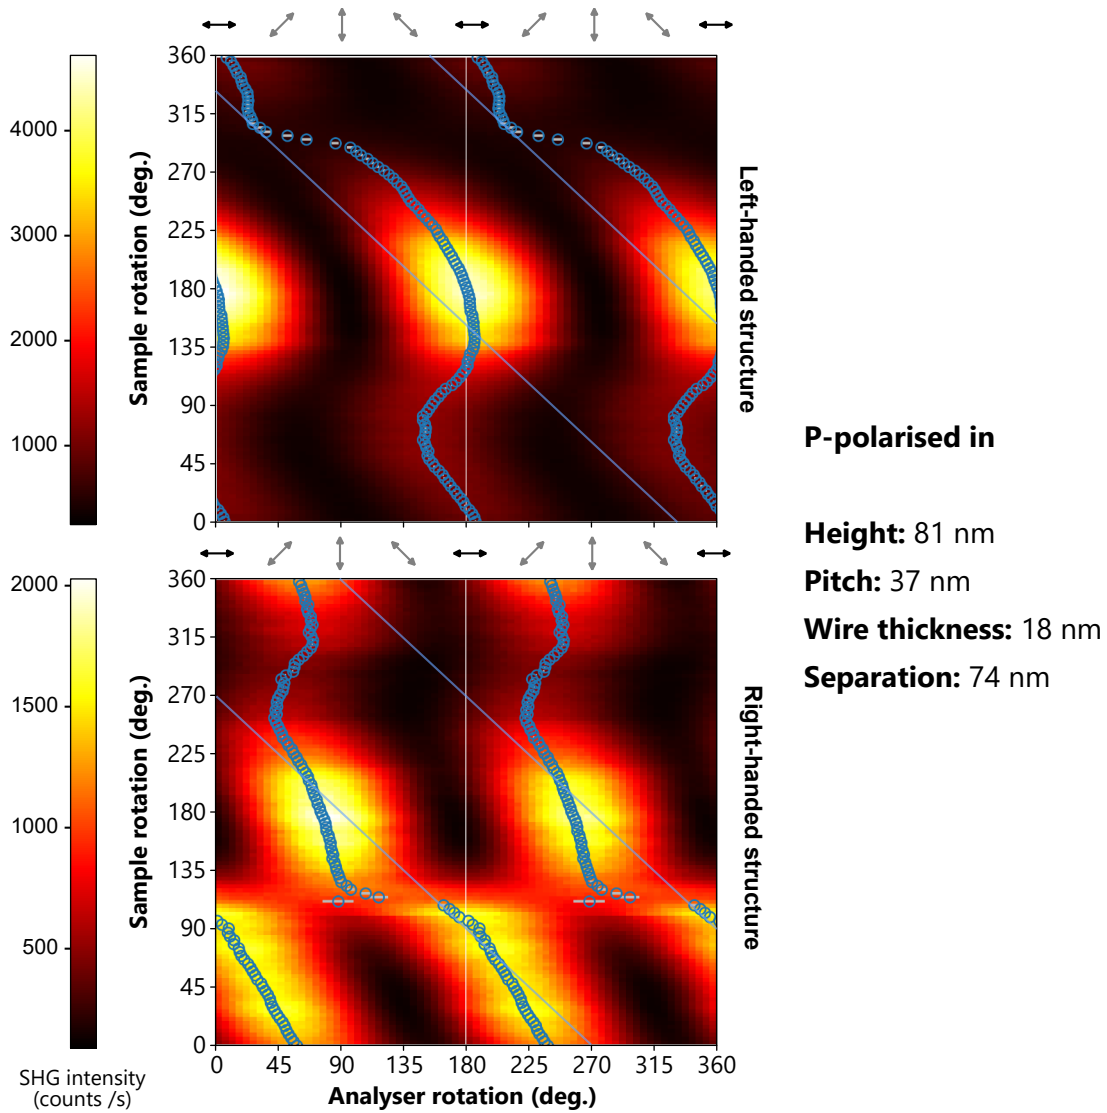 360
315
270
225
180
135
90
45
0
Sample rotation (deg.)
4000
3000
2000
1000
Left-handed structure
360
315
270
225
180
135
90
45
0
Sample rotation (deg.)
2000
1500
1000
500
SHG intensity
(counts /s)
Right-handed structure
0 45 90 135 180 225 270 315 360
Analyser rotation (deg.)
P-polarised in
Height: 81 nm
Pitch: 37 nm
Wire thickness: 18 nm
Separation: 74 nm